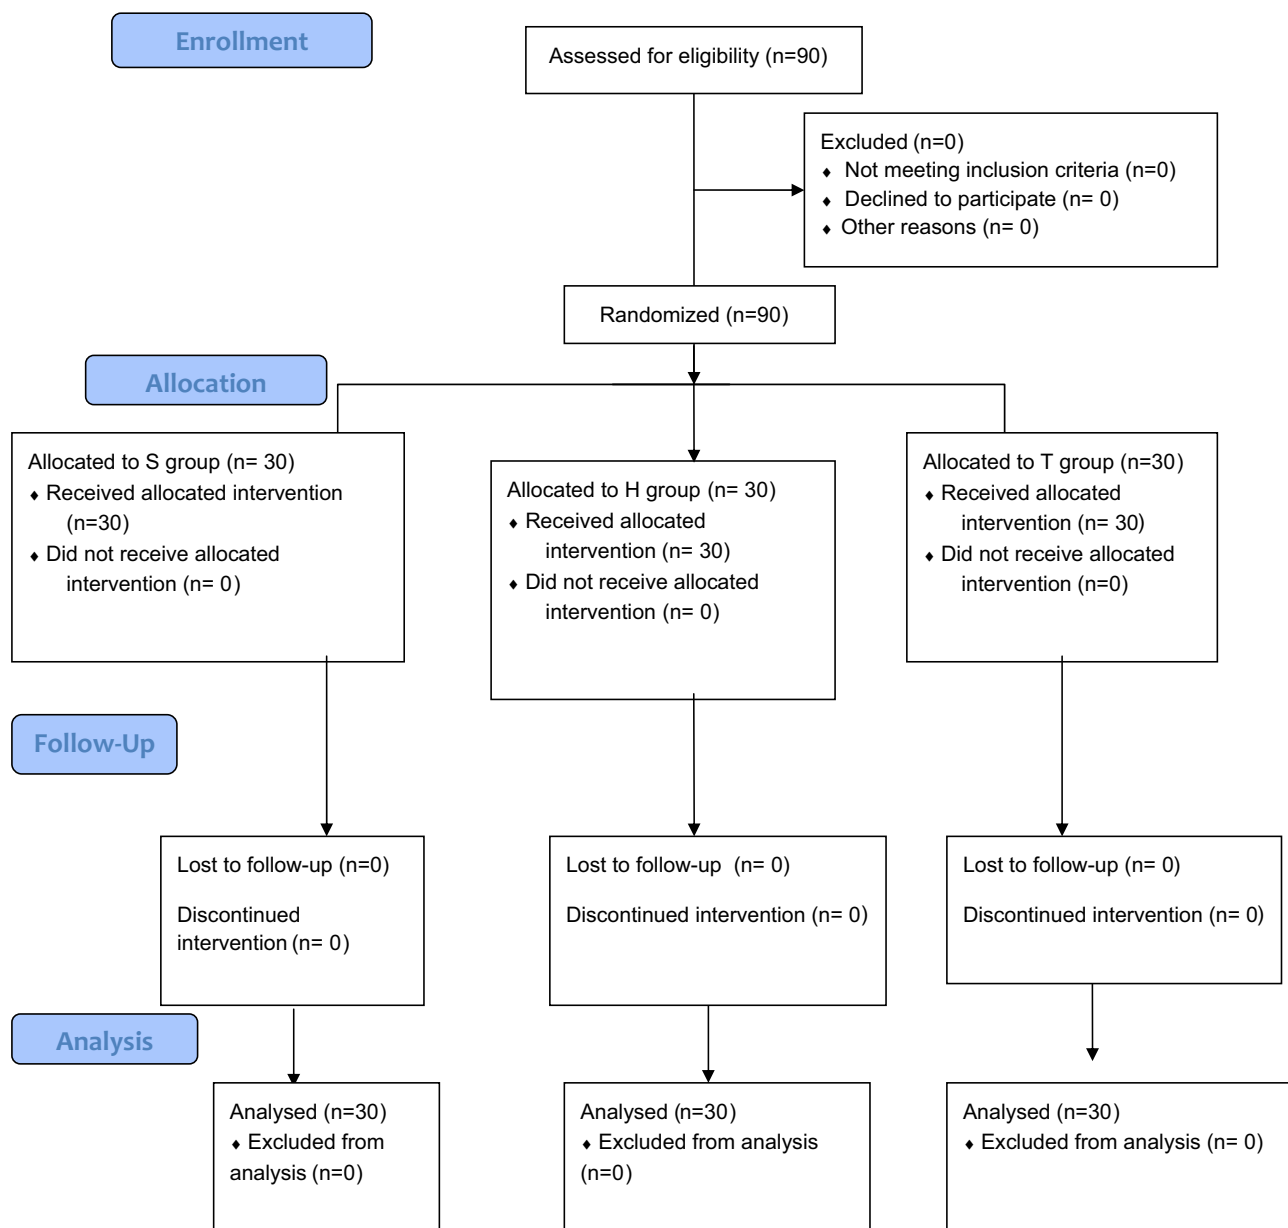 Enrollment
Assessed for eligibility (n=90)
Excluded (n=0)
♦ Not meeting inclusion criteria (n=0)
♦ Declined to participate (n= 0)
♦ Other reasons (n= 0)
Randomized (n=90)
Allocation
Allocated to S group (n= 30)
♦ Received allocated intervention
(n=30)
♦ Did not receive allocated
intervention (n= 0)
Allocated to H group (n= 30)
♦ Received allocated
intervention (n= 30)
♦ Did not receive allocated
intervention (n= 0)
Allocated to T group (n=30)
♦ Received allocated
intervention (n= 30)
♦ Did not receive allocated
intervention (n=0)
Follow-Up
Lost to follow-up (n=0)
Discontinued
intervention (n= 0)
Lost to follow-up (n= 0)
Discontinued intervention (n= 0)
Lost to follow-up (n= 0)
Discontinued intervention (n= 0)
Analysis
Analysed (n=30)
♦ Excluded from
analysis (n=0)
Analysed (n=30)
♦ Excluded from analysis
(n=0)
Analysed (n=30)
♦ Excluded from analysis (n= 0)